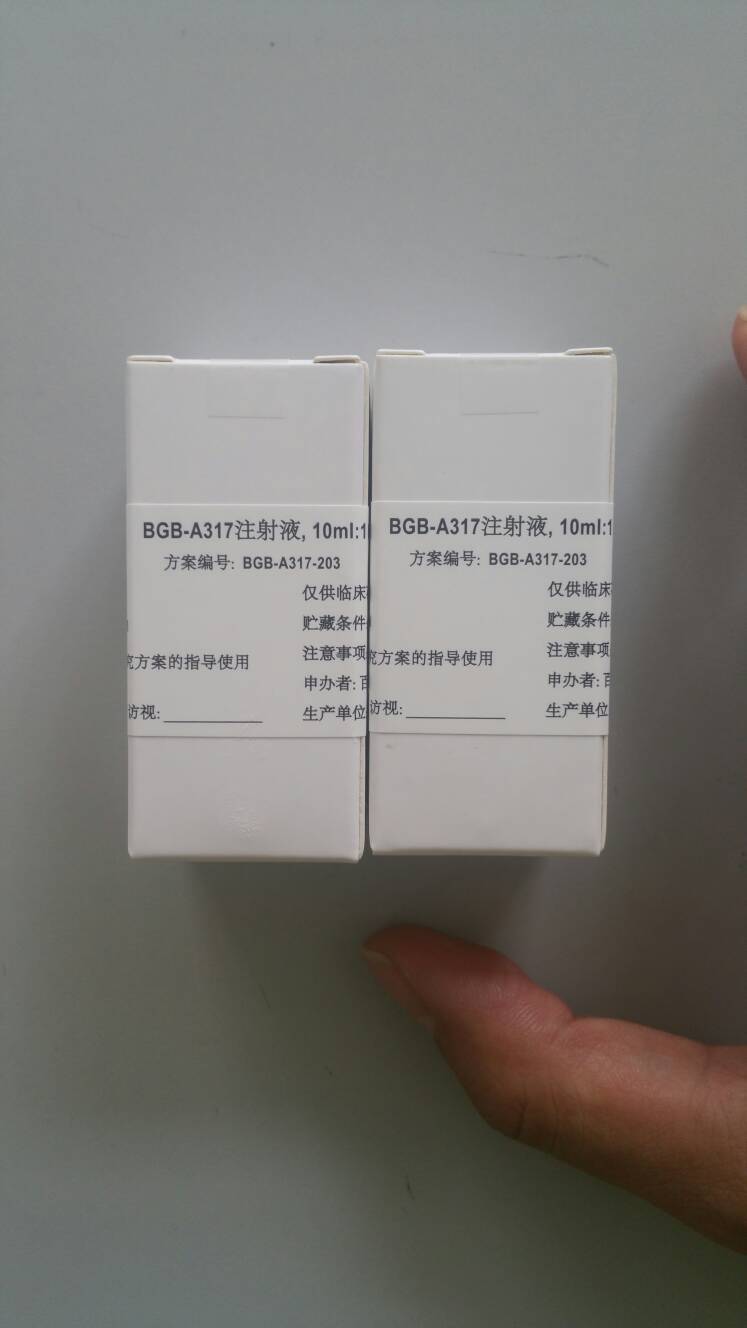 BGB-A317注射液, 10ml:1
方案编号: BGB-A317-203
仅供临床
贮藏条件
方案的指导使用
注意事项
申办者:
访视:
生产单位
BGB-A317注射液, 10ml:1
方案编号: BGB-A317-203
仅供临床
贮藏条件
方案的指导使用
注意事项
申办者:
访视:
生产单位